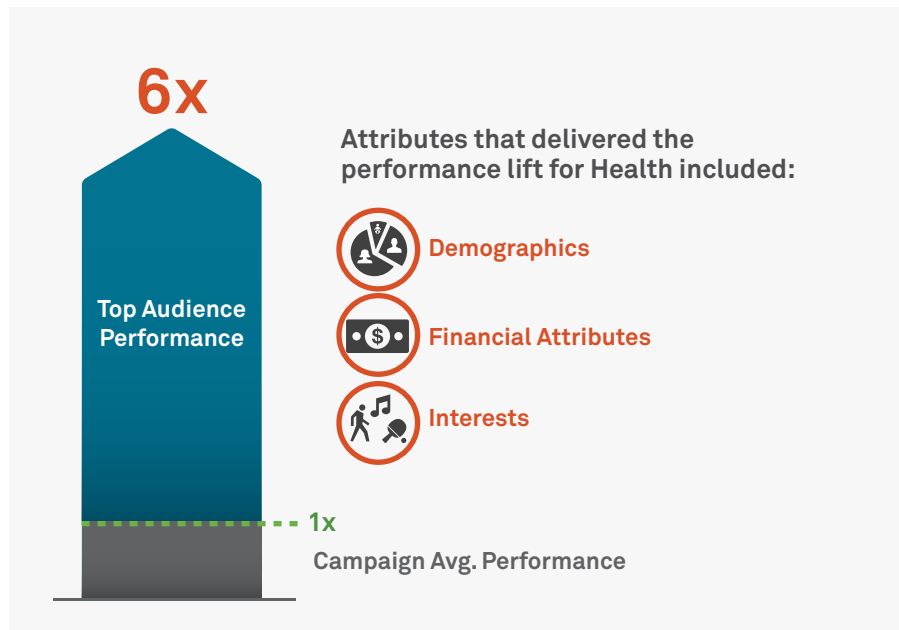 6x
Top Audience
Performance
Attributes that delivered the
performance lift for Health included:
Demographics
$
Financial Attributes
Interests
1x
Campaign Avg. Performance